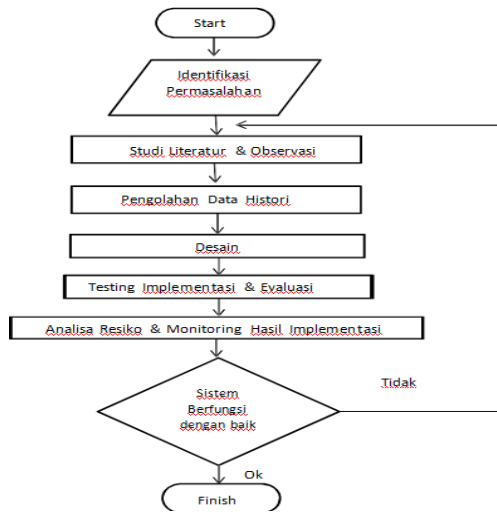 Start
Identifikasi
Permasalahan
Studi Literatur & Observasi
Pengolahan Data Histori
Desain
Testing Implementasi & Evaluasi
Analisa Resiko & Monitoring Hasil Implementasi
Sistem
Berfungsi
dengan baik
Tidak
Ok
Finish